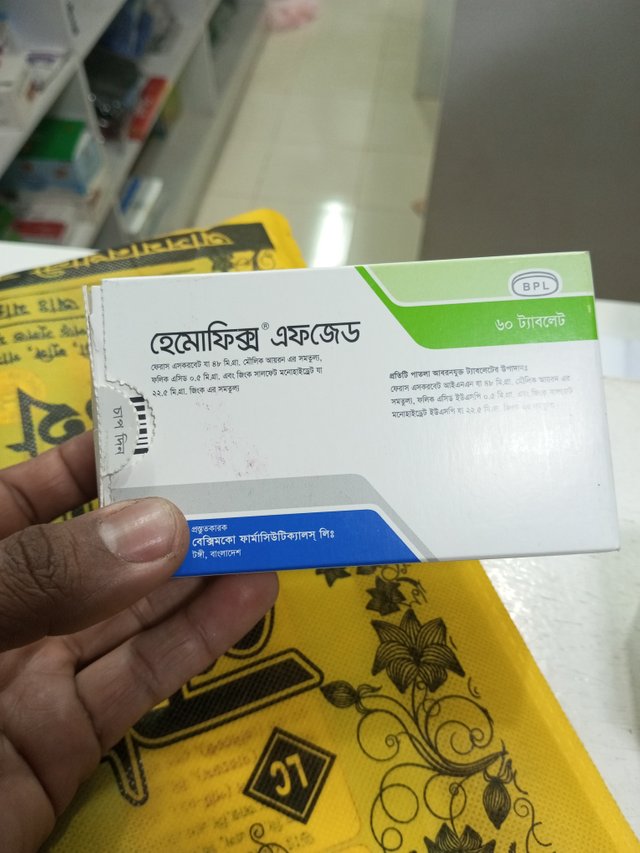 হেমোফিক্স® এফজেড
ফেরাস এসকরবেট যা ৪৮ মি.গ্রা. মৌলিক আয়রন এর সমতুল্য,
ফলিক এসিড ০.৫ মি.গ্রা. এবং জিংক সালফেট মনোহাইড্রেট যা
২২.৫ মি.গ্রা. জিংক এর সমতুল্য
চাপ দিন
BPL
৬০ ট্যাবলেট
প্রতিটি পাতলা আবরনযুক্ত ট্যাবলেটের উপাদানঃ
ফেরাস এসকরবেট আইএনএন যা ৪৮ মি.গ্রা. মৌলিক আয়রন এর
সমতুল্য, ফলিক এসিড ইউএসপি ০.৫ মি.গ্রা. এবং জিংক সালফেট
মনোহাইড্রেট ইউএসপি যা ২২.৫ মি.গ্রা. জিংক এর সমতুল্য
প্রস্তুতকারক
বেক্সিমকো ফার্মাসিউটিক্যালস্ লিঃ
টঙ্গী, বাংলাদেশ